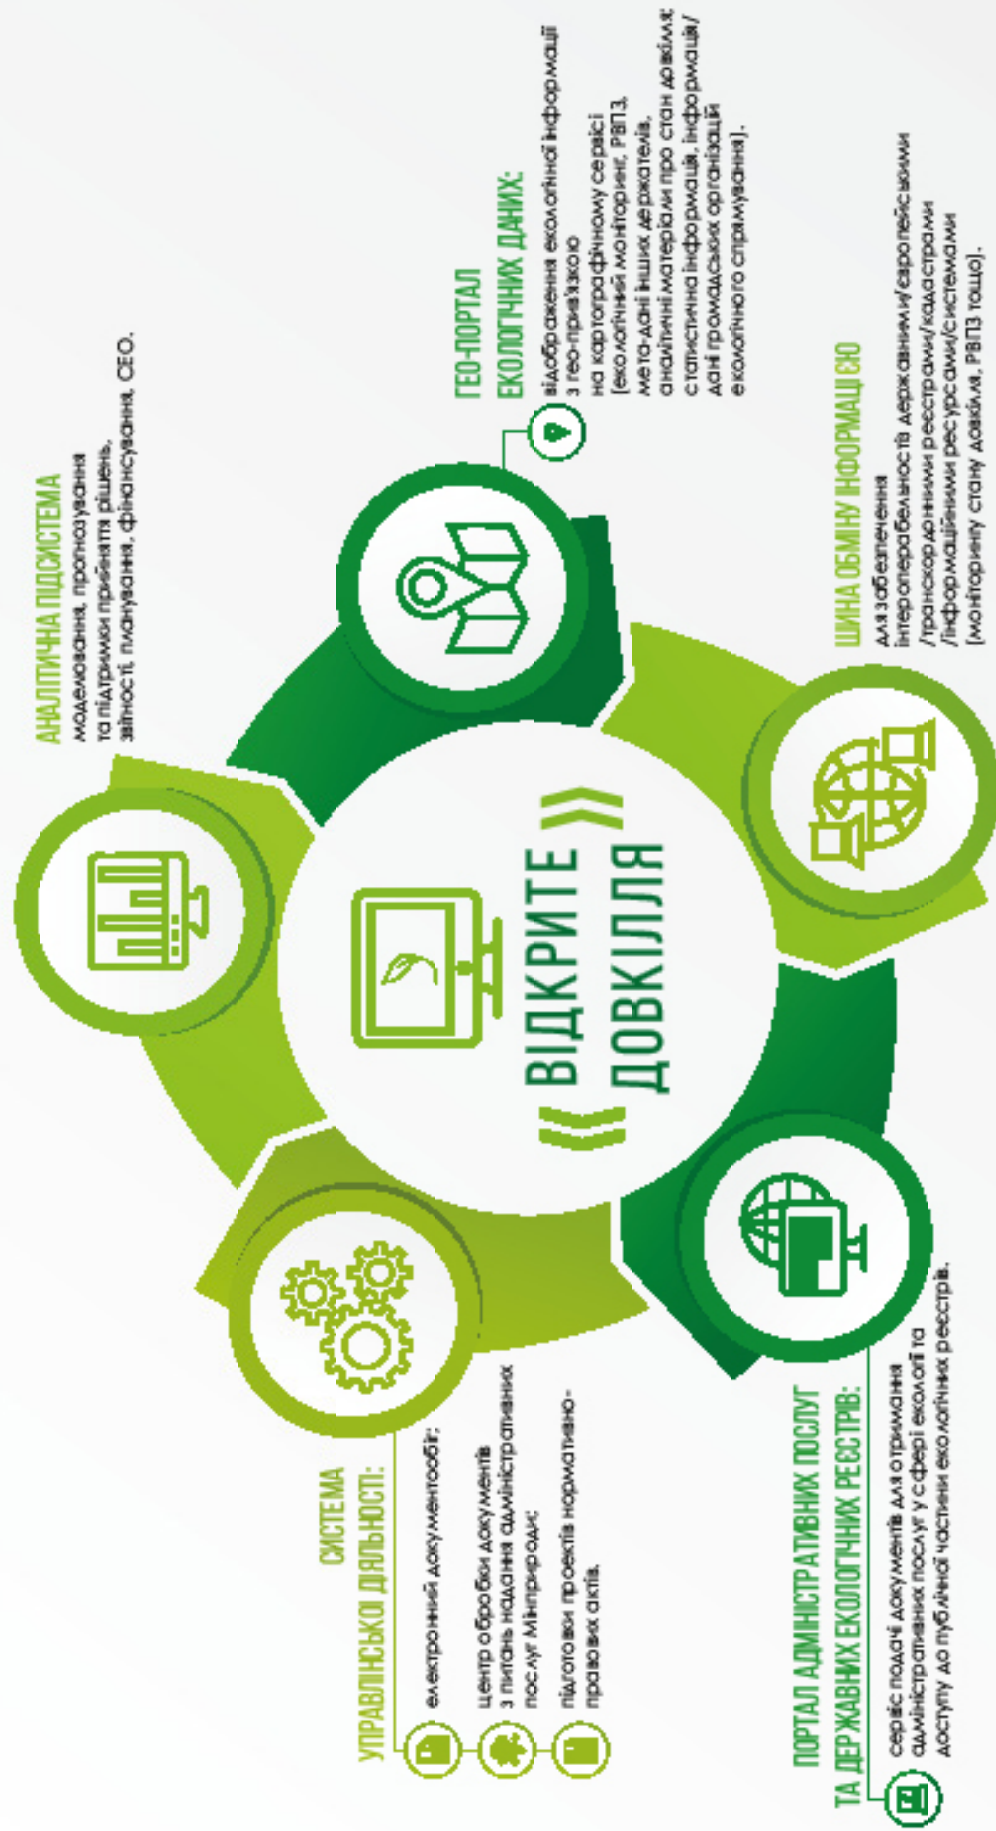 АНАЛІТИЧНА ПІДСИСТЕМА
моделювання, прогнозування
та підтримки прийняття рішень,
звітності, планування, фінансування, СЕО.
СИСТЕМА
УПРАВЛІНСЬКОЇ ДІЯЛЬНОСТІ:
електронний документообіг;
центр обробки документів
з питань надання адміністративних
послуг Мінприроди;
підготовки проектів нормативно-
правових актів.
« ВІДКРИТЕ »
ДОВКІЛЛЯ
ГЕО-ПОРТАЛ
ЕКОЛОГІЧНИХ ДАНИХ:
відображення екологічної інформації
з гео-прив'язкою
на картографічному сервісі
(екологічний моніторинг, РВПЗ,
мета-дані інших держателів,
аналітичні матеріали про стан довкілля;
статистична інформація, інформація/
дані громадських організацій
екологічного спрямування).
ПОРТАЛ АДМІНІСТРАТИВНИХ ПОСЛУГ
ТА ДЕРЖАВНИХ ЕКОЛОГІЧНИХ РЕЄСТРІВ:
сервіс подачі документів для отримання
адміністративних послуг у сфері екології та
доступу до публічної частини екологічних реєстрів.
ШИНА ОБМІНУ ІНФОРМАЦІЄЮ
для забезпечення
інтероперабельності з державними/європейськими
/транскордонними реєстрами/кадастрами
/інформаційними ресурсами/системами
(моніторингу стану довкілля, РВПЗ тощо).